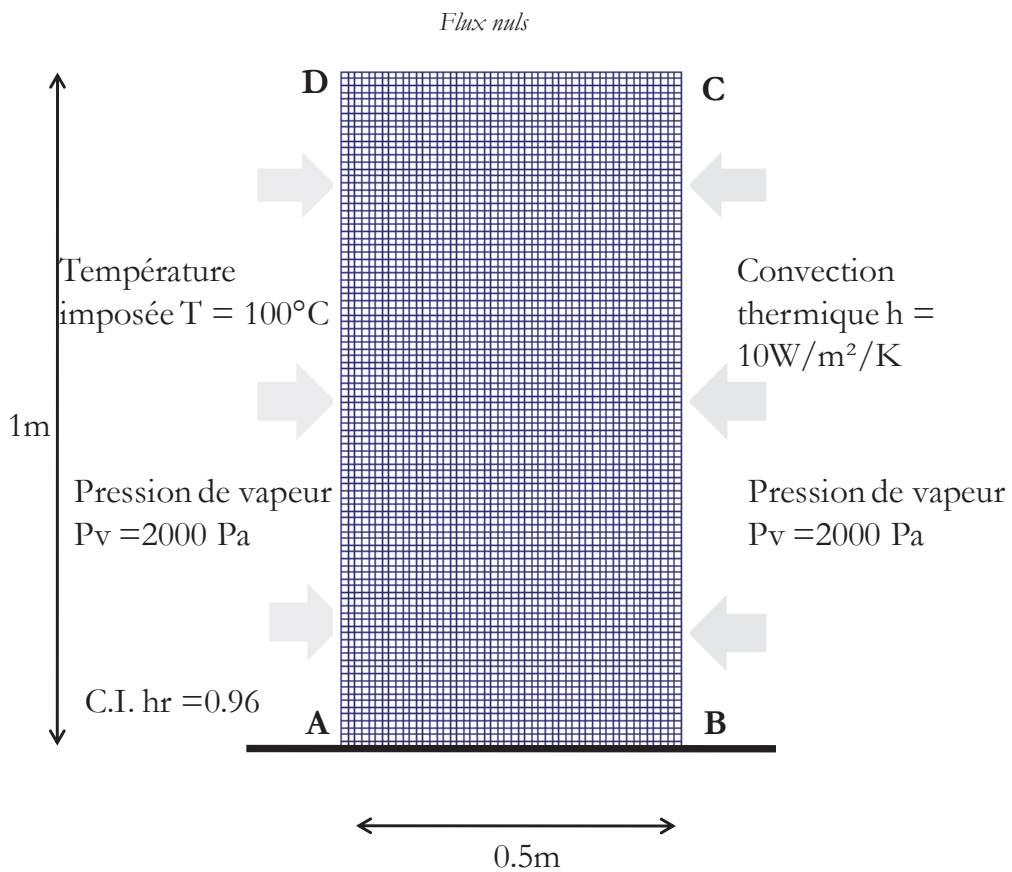 Flux nuls
D
C
Température
imposée T = 100°C
Convection
thermique h =
10W/m²/K
1m
Pression de vapeur
Pv =2000 Pa
Pression de vapeur
Pv =2000 Pa
C.I. hr =0.96
A
B
0.5m